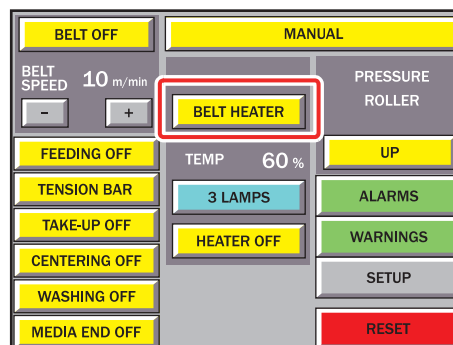 BELT OFF
MANUAL
BELT
SPEED 10 m/min
- +
BELT HEATER
PRESSURE
ROLLER
FEEDING OFF
TEMP 60 %
UP
TENSION BAR
3 LAMPS
ALARMS
TAKE-UP OFF
HEATER OFF
WARNINGS
CENTERING OFF
SETUP
WASHING OFF
MEDIA END OFF
RESET